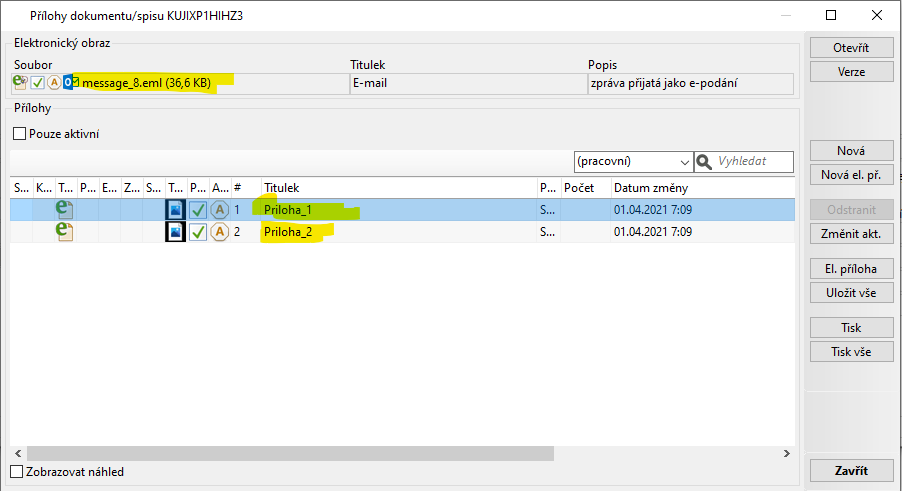 Přílohy dokumentu/spisu KUJIXP1HIHZ3
Elektronický obraz
Soubor Titulek Popis
message_8.eml (36,6 KB) E-mail zpráva přijatá jako e-podání
Přílohy
Pouze aktivní
(pracovní) Vyhledat
S... K... T... P... E... Z... S... T... P... A... # Titulek P... Počet Datum změny
1 Priloha_1 S... 01.04.2021 7:09
2 Priloha_2 S... 01.04.2021 7:09
Zobrazovat náhled
Otevřít
Verze
Nová
Nová el. př.
Odstranit
Změnit akt.
El. příloha
Uložit vše
Tisk
Tisk vše
Zavřít